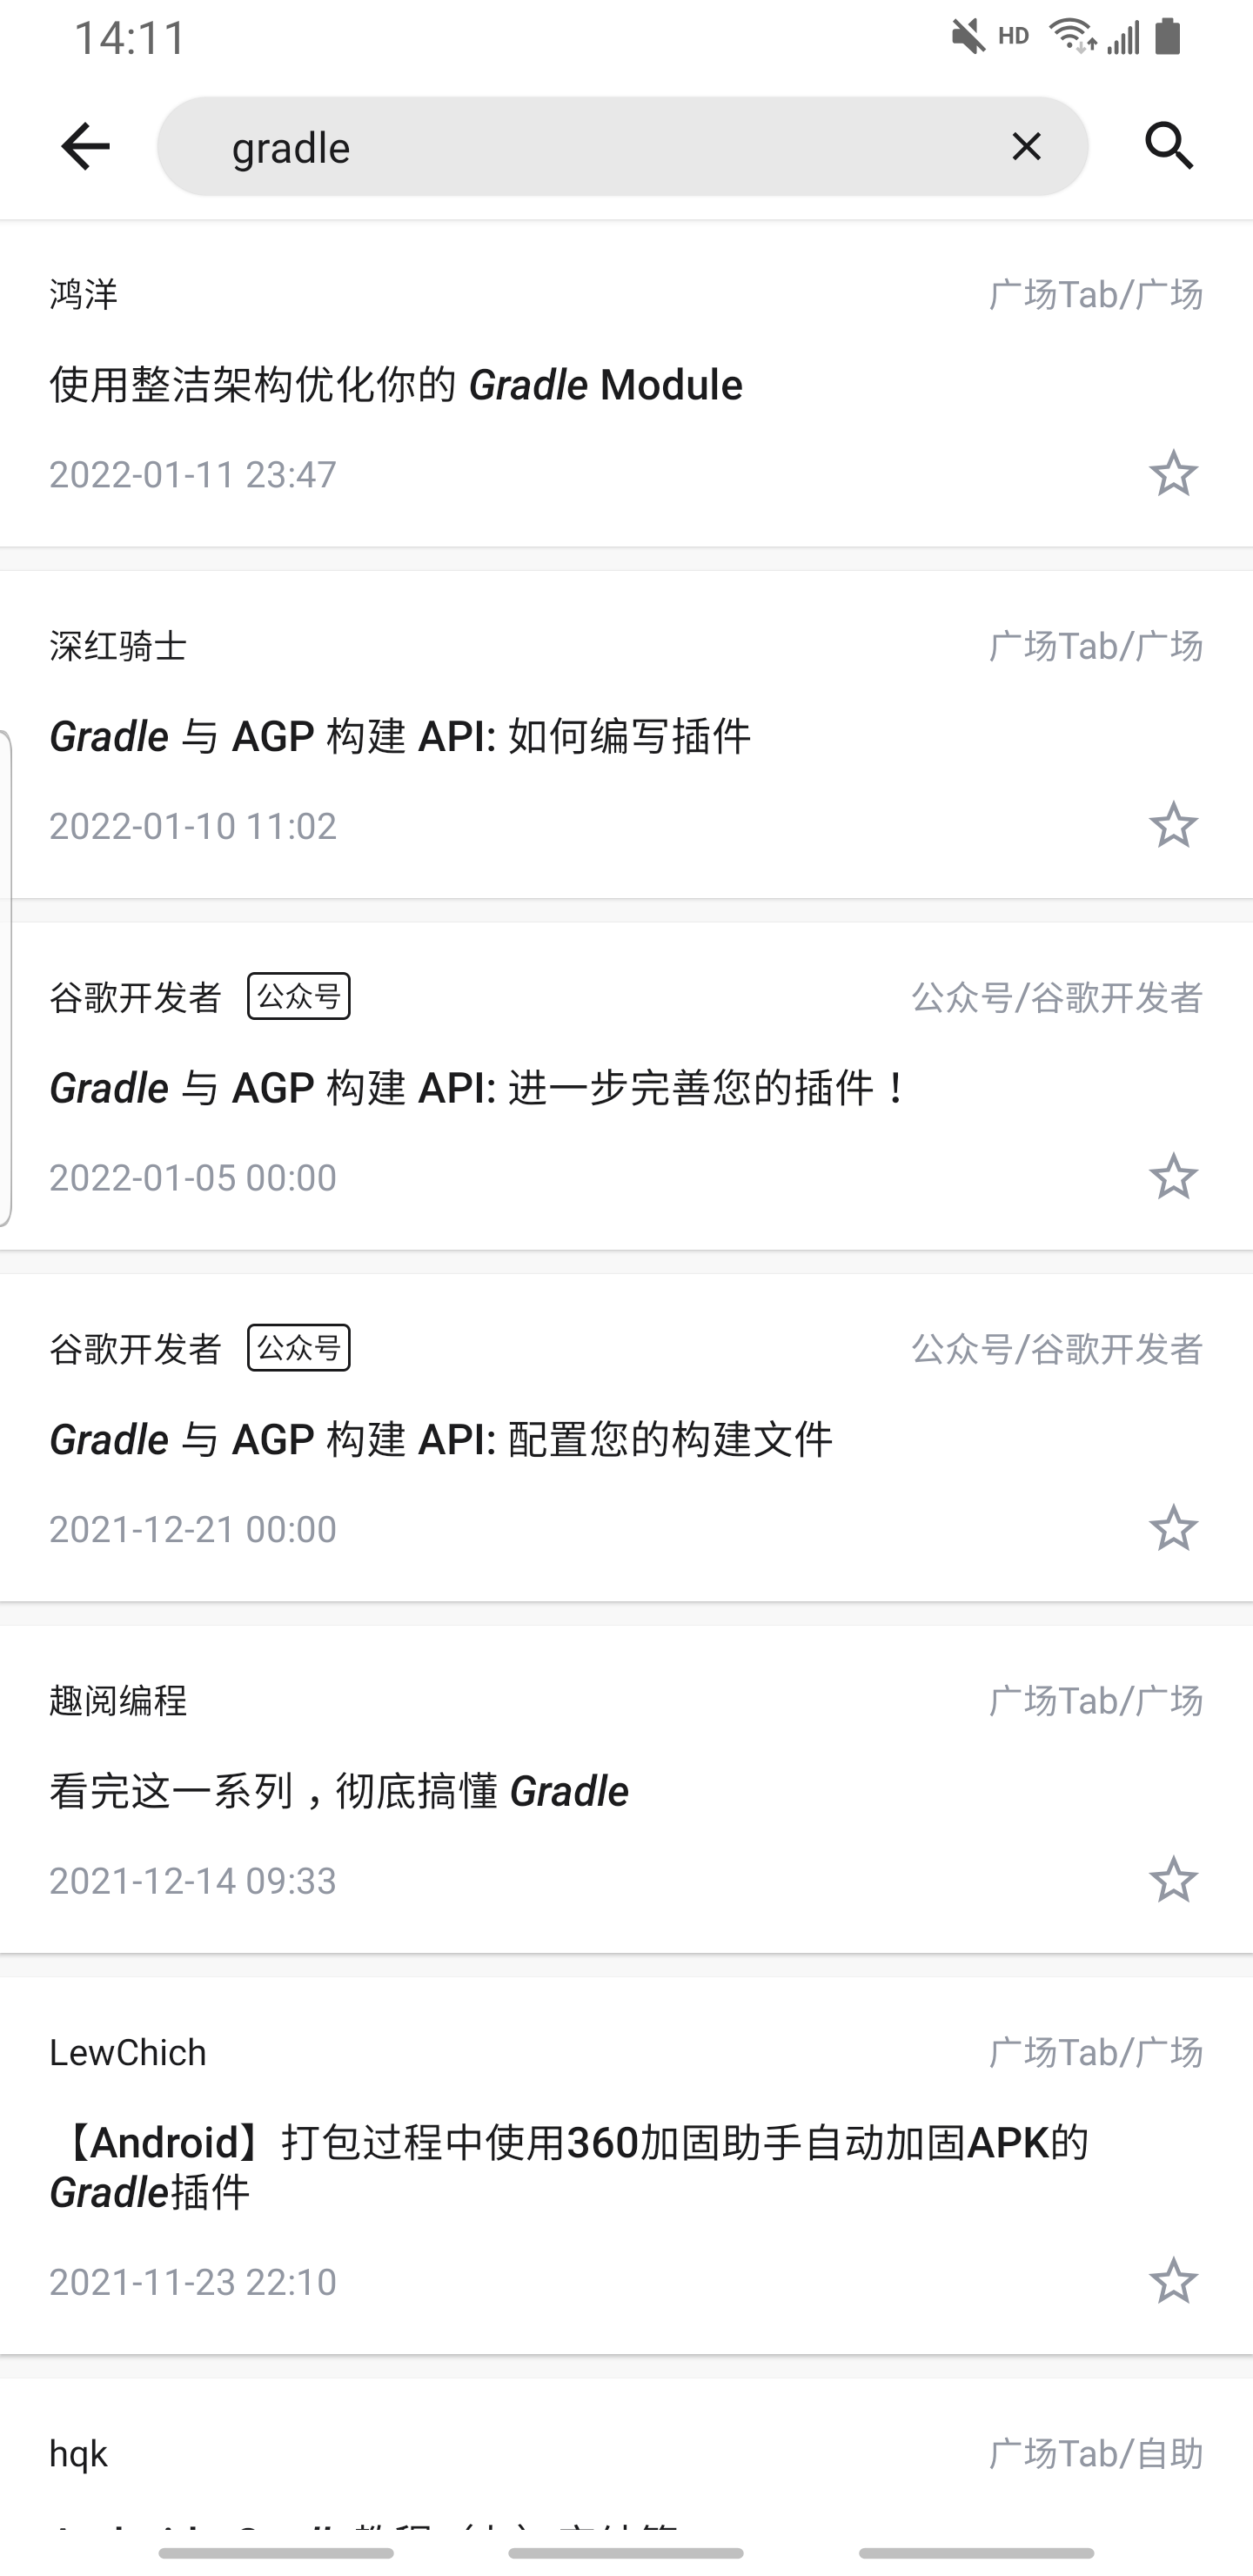 14:11
HD
gradle
鸿洋
广场Tab/广场
使用整洁架构优化你的 Gradle Module
2022-01-11 23:47
深红骑士
广场Tab/广场
Gradle 与 AGP 构建 API: 如何编写插件
2022-01-10 11:02
谷歌开发者 公众号
公众号/谷歌开发者
Gradle 与 AGP 构建 API: 进一步完善您的插件！
2022-01-05 00:00
谷歌开发者 公众号
公众号/谷歌开发者
Gradle 与 AGP 构建 API: 配置您的构建文件
2021-12-21 00:00
趣阅编程
广场Tab/广场
看完这一系列，彻底搞懂 Gradle
2021-12-14 09:33
LewChich
广场Tab/广场
【Android】打包过程中使用360加固助手自动加固APK的
Gradle插件
2021-11-23 22:10
hqk
广场Tab/自助